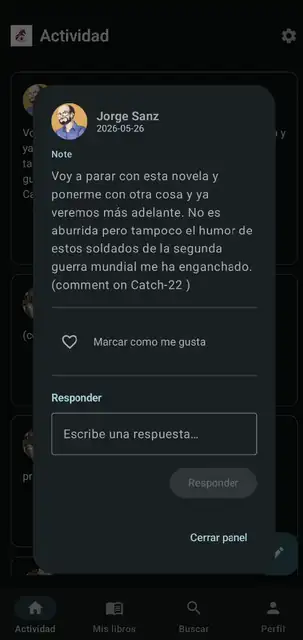 Actividad
Jorge Sanz
2026-05-26
Note
Voy a parar con esta novela y
ponerme con otra cosa y ya
veremos más adelante. No es
aburrida pero tampoco el humor de
estos soldados de la segunda
guerra mundial me ha enganchado.
(comment on Catch-22 )
Marcar como me gusta
Responder
Escribe una respuesta...
Responder
Cerrar panel
Actividad
Mis libros
Buscar
Perfil